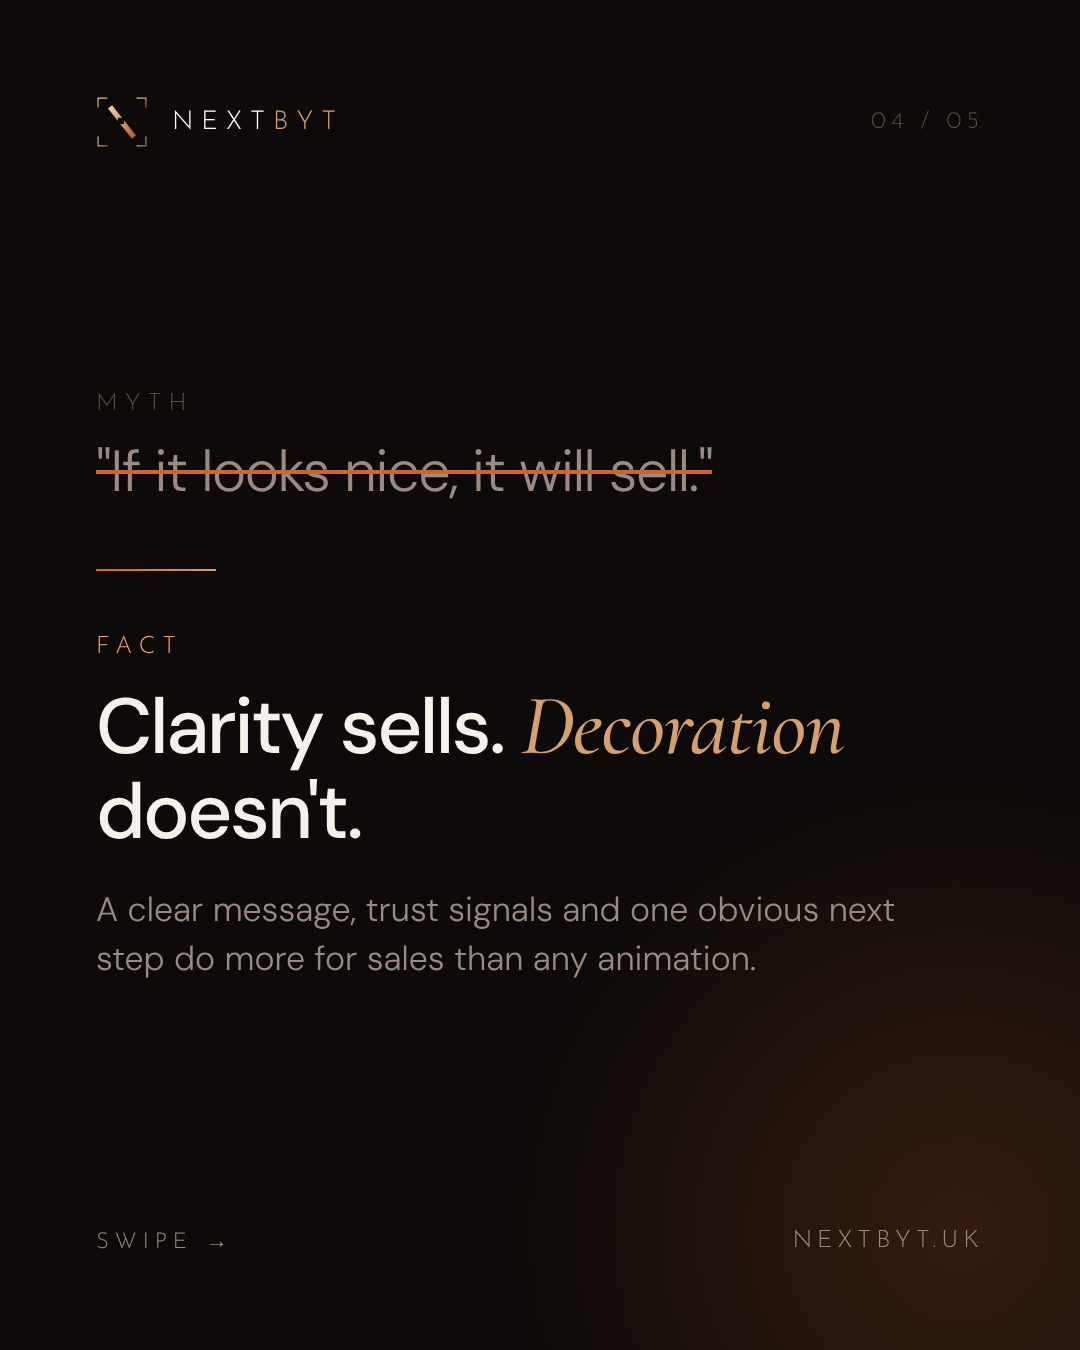 NEXTBYT
04 / 05
MYTH
"If it looks nice, it will sell."
FACT
Clarity sells. Decoration
doesn't.
A clear message, trust signals and one obvious next
step do more for sales than any animation.
SWIPE →
NEXTBYT.UK